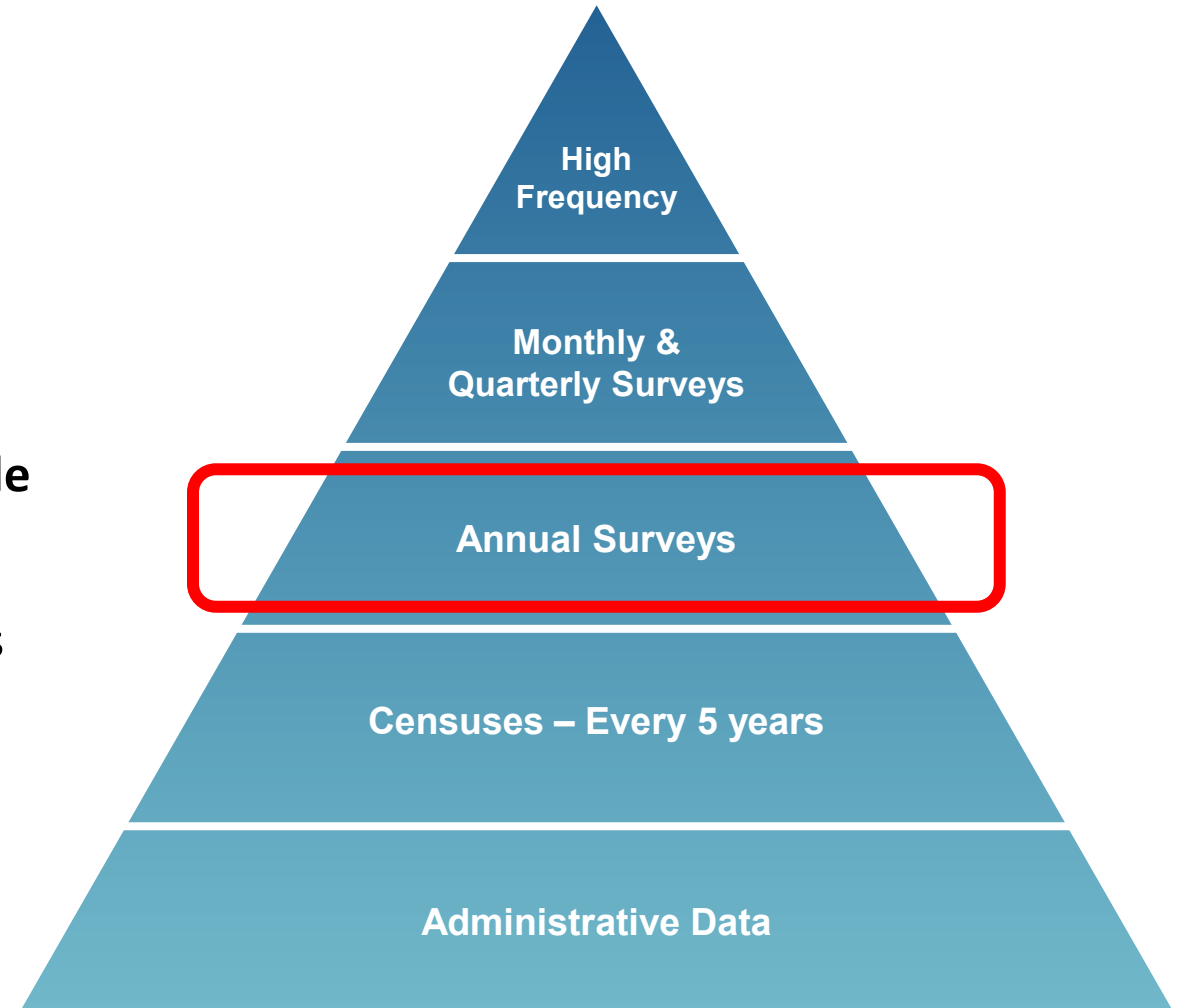 High
Frequency
Monthly &
Quarterly Surveys
Annual Surveys
Censuses – Every 5 years
Administrative Data